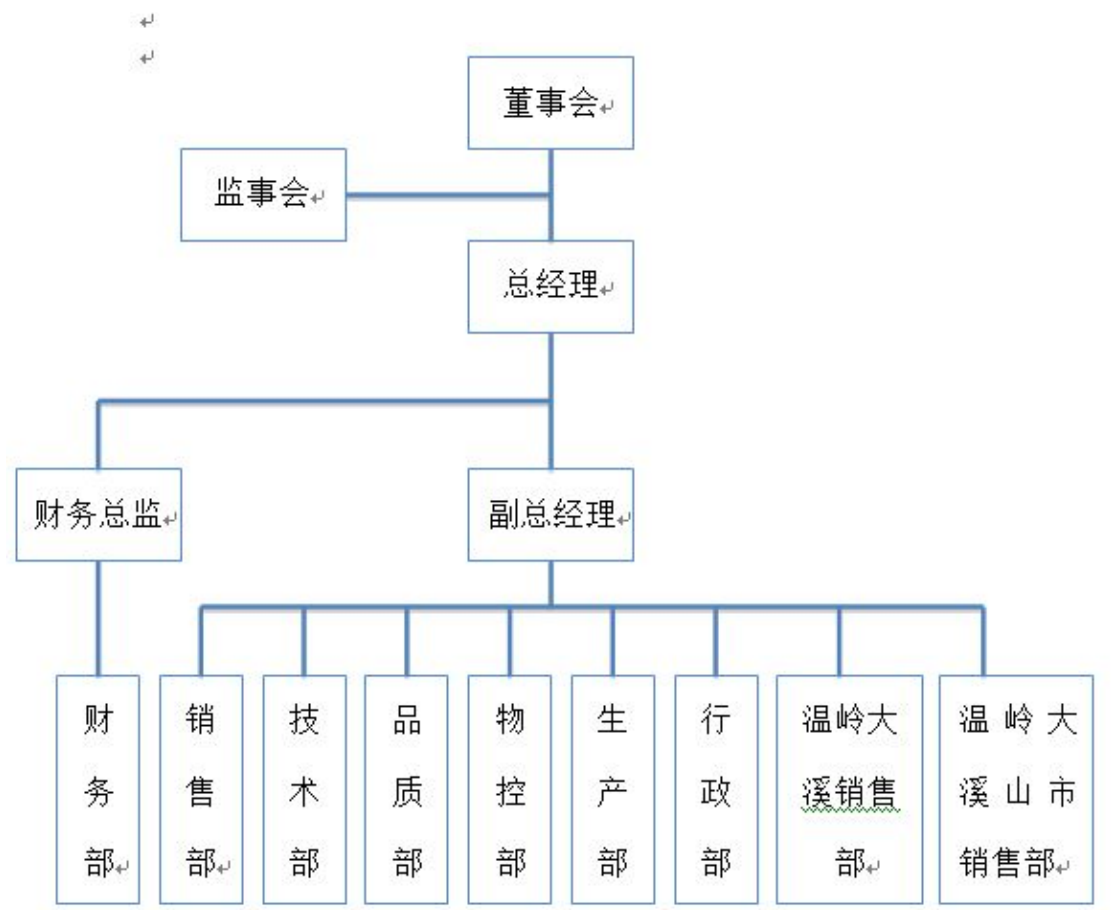 董事会
监事会
总经理
财务总监
副总经理
财务部
销售部
技术部
品质部
物控部
生产部
行政部
温岭大
溪销售
部
温岭大
溪山市
销售部